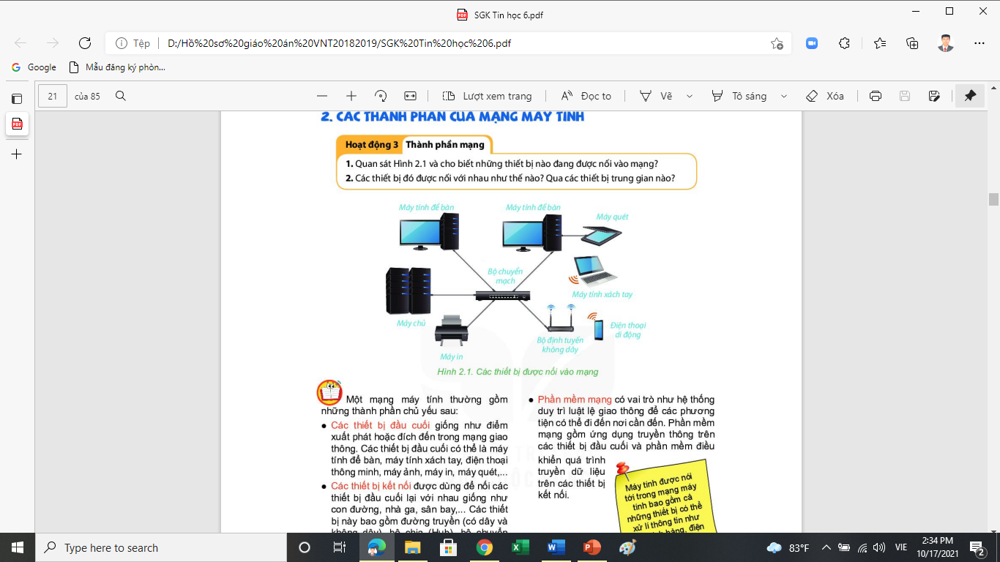 SGK Tin học 6.pdf
Tệp
D:/Hồ%20sơ%20giáo%20án%20VNT20182019/SGK%20Tin%20học%206.pdf
Google
Mẫu đăng ký phòn...
21
của 85
Lượt xem trang
Đọc to
Vẽ
Tô sáng
Xóa
2. CÁC THÀNH PHẦN CỦA MẠNG MÁY TÍNH
Hoạt động 3 Thành phần mạng
1. Quan sát Hình 2.1 và cho biết những thiết bị nào đang được nối vào mạng?
2. Các thiết bị đó được nối với nhau như thế nào? Qua các thiết bị trung gian nào?
Máy tính để bàn
Máy tính để bàn
Máy quét
Bộ chuyển
mạch
Máy tính xách tay
Máy chủ
Điện thoại
di động
Bộ định tuyến
không dây
Máy in
Hình 2.1. Các thiết bị được nối vào mạng
Một mạng máy tính thường gồm
những thành phần chủ yếu sau:
● Các thiết bị đầu cuối giống như điểm
xuất phát hoặc đích đến trong mạng giao
thông. Các thiết bị đầu cuối có thể là máy
tính để bàn, máy tính xách tay, điện thoại
thông minh, máy ảnh, máy in, máy quét,...
● Các thiết bị kết nối được dùng để nối các
thiết bị đầu cuối lại với nhau giống như
con đường, nhà ga, sân bay,... Các thiết
bị này bao gồm đường truyền (có dây và
không dây), bộ chia (Hub), bộ chuyển
● Phần mềm mạng có vai trò như hệ thống
duy trì luật lệ giao thông để các phương
tiện có thể đi đến nơi cần đến. Phần mềm
mạng gồm ứng dụng truyền thông trên
các thiết bị đầu cuối và phần mềm điều
khiển quá trình
truyền dữ liệu
trên các thiết bị
kết nối.
Máy tính được nói
tới trong mạng máy
tính bao gồm cả
những thiết bị có thể
xử lí thông tin như
bảng, điện
Type here to search
83°F
VIE
2:34 PM
10/17/2021
2